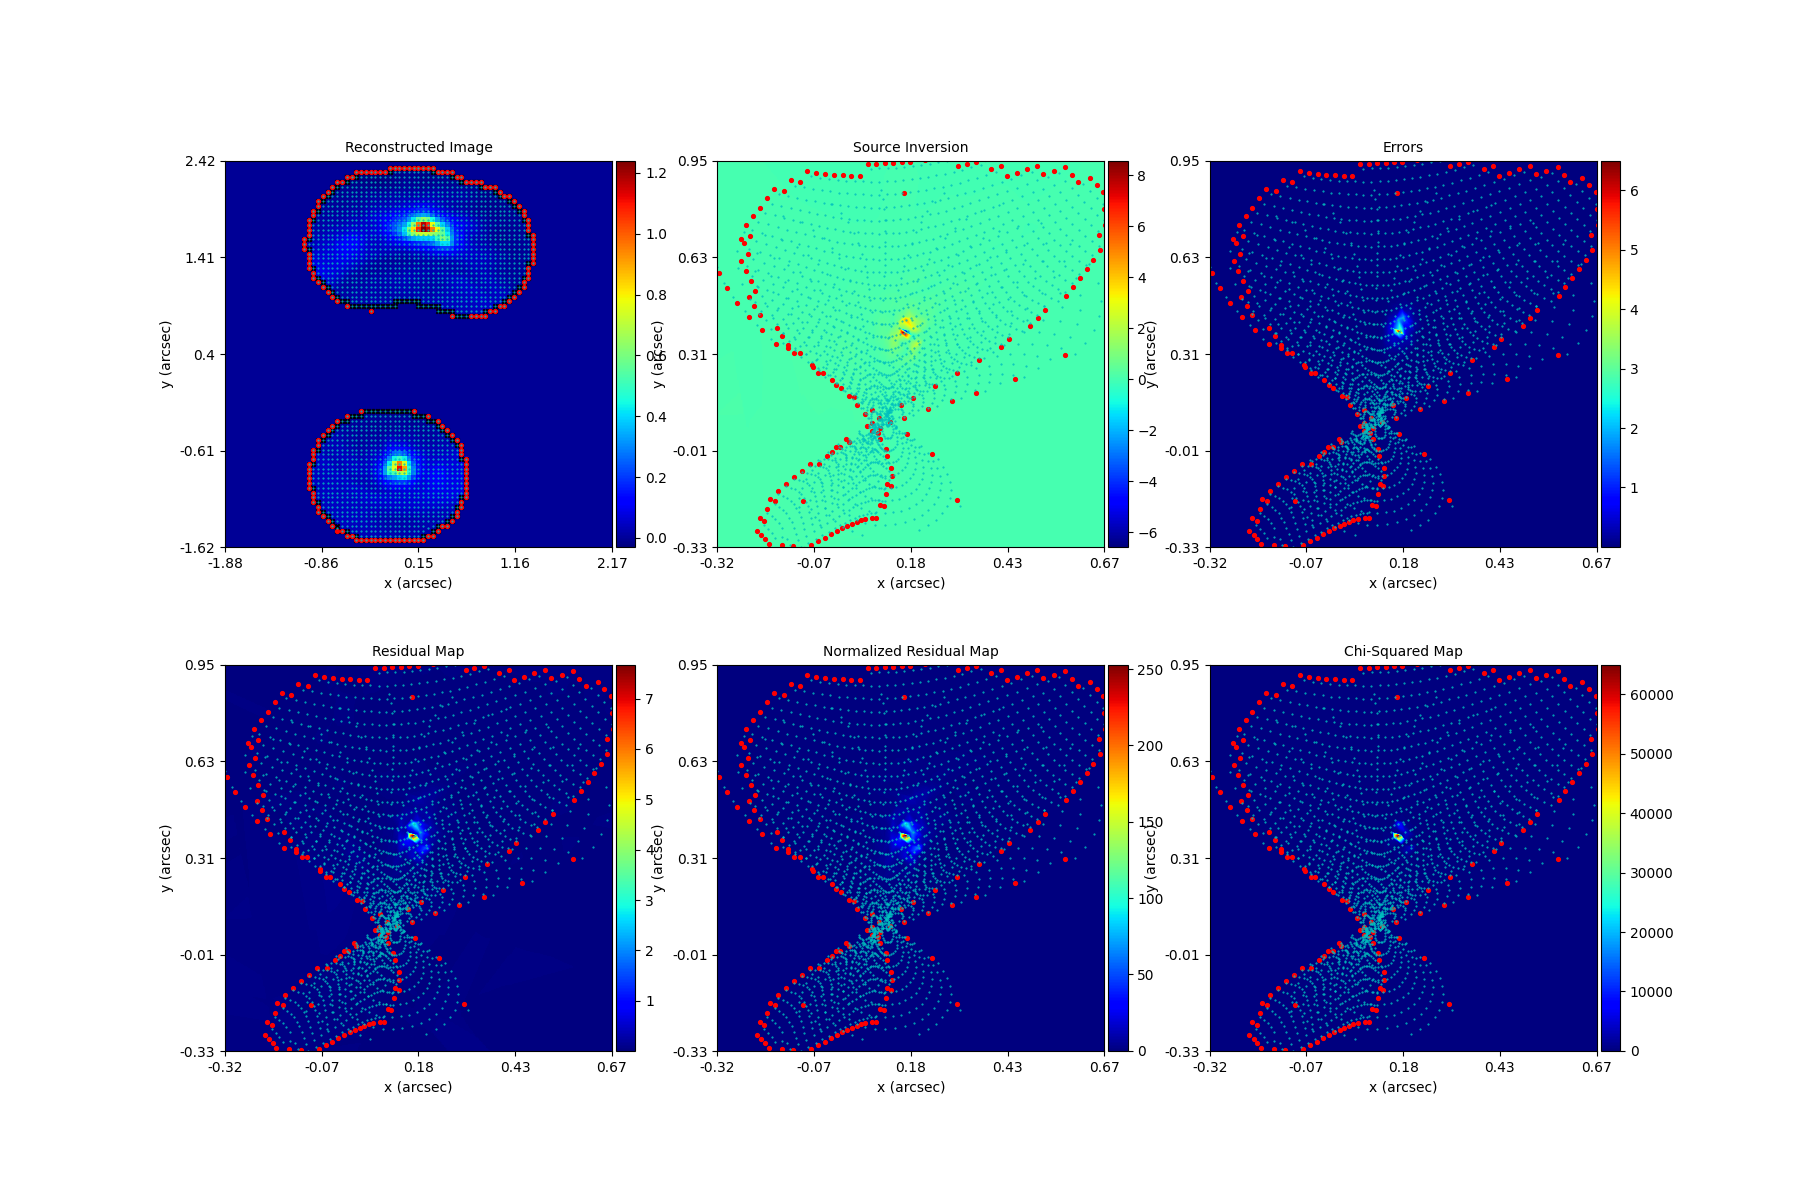 Reconstructed Image
2.42
1.41
0.4
-0.61
-1.62
y (arcsec)
-1.88 -0.86 0.15 1.16 2.17
x (arcsec)
1.2
1.0
0.8
0.6
0.4
0.2
0.0
Source Inversion
0.95
0.63
0.31
-0.01
-0.33
y (arcsec)
-0.32 -0.07 0.18 0.43 0.67
x (arcsec)
8
6
4
2
0
−2
−4
−6
Errors
0.95
0.63
0.31
-0.01
-0.33
y (arcsec)
-0.32 -0.07 0.18 0.43 0.67
x (arcsec)
6
5
4
3
2
1
Residual Map
0.95
0.63
0.31
-0.01
-0.33
y (arcsec)
-0.32 -0.07 0.18 0.43 0.67
x (arcsec)
7
6
5
4
3
2
1
Normalized Residual Map
0.95
0.63
0.31
-0.01
-0.33
y (arcsec)
-0.32 -0.07 0.18 0.43 0.67
x (arcsec)
250
200
150
100
50
0
Chi-Squared Map
0.95
0.63
0.31
-0.01
-0.33
y (arcsec)
-0.32 -0.07 0.18 0.43 0.67
x (arcsec)
60000
50000
40000
30000
20000
10000
0